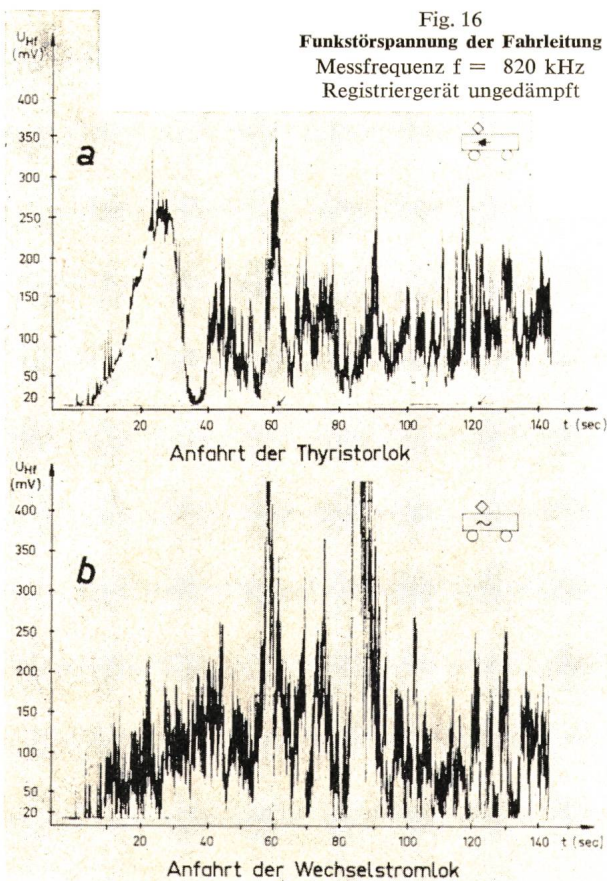 Fig. 16
Funkstörspannung der Fahrleitung
Messfrequenz f = 820 kHz
Registriergerät ungedämpft
UHf
(mV)
400
350
300
250
200
150
100
50
20
a
20 40 60 80 100 120 140 t (sec)
Anfahrt der Thyristorlok
UHf
(mV)
400
350
300
250
200
150
100
50
20
b
~
20 40 60 80 100 120 140 t (sec)
Anfahrt der Wechselstromlok